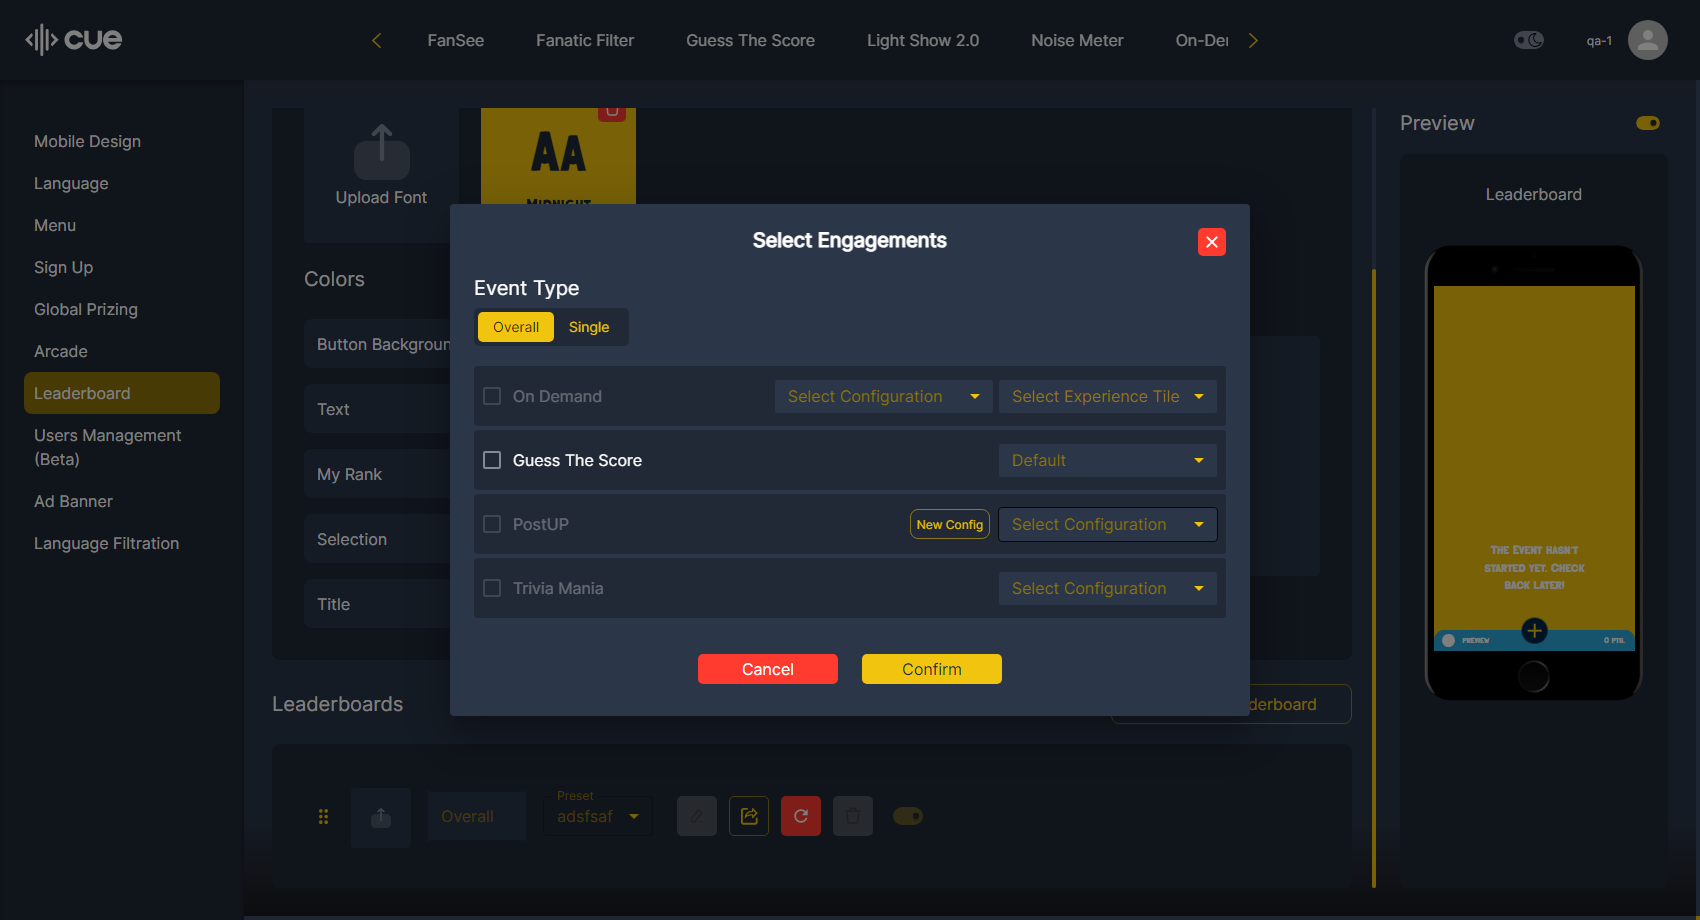 cue
FanSee
Fanatic Filter
Guess The Score
Light Show 2.0
Noise Meter
On-De
qa-1
Mobile Design
Language
Menu
Sign Up
Global Prizing
Arcade
Leaderboard
Users Management
(Beta)
Ad Banner
Language Filtration
Upload Font
AA
MIDNIGHT
Colors
Button Backgroun
Text
My Rank
Selection
Title
Select Engagements
Event Type
Overall
Single
On Demand
Select Configuration
Select Experience Tile
Guess The Score
Default
PostUP
New Config
Select Configuration
Trivia Mania
Select Configuration
Cancel
Confirm
Leaderboards
derboard
Overall
Preset
adsfsaf
Preview
Leaderboard
THE EVENT HASN'T
STARTED YET. CHECK
BACK LATER!
PREVIEW
0 PTS.